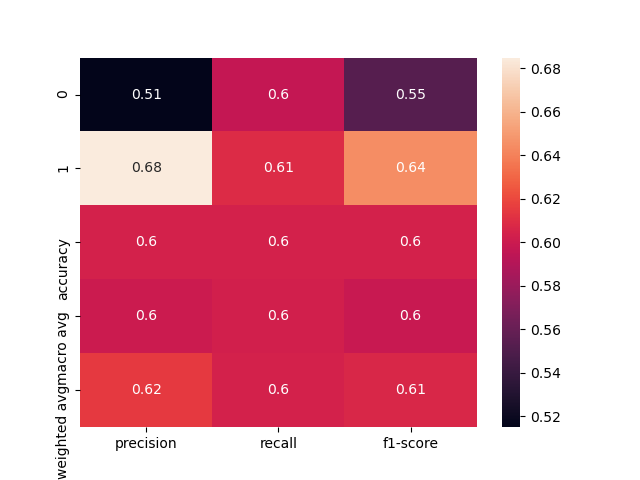 0 0.51 0.6 0.55
1 0.68 0.61 0.64
accuracy 0.6 0.6 0.6
macro avg 0.6 0.6 0.6
weighted avg 0.62 0.6 0.61
precision recall f1-score
0.68
0.66
0.64
0.62
0.60
0.58
0.56
0.54
0.52